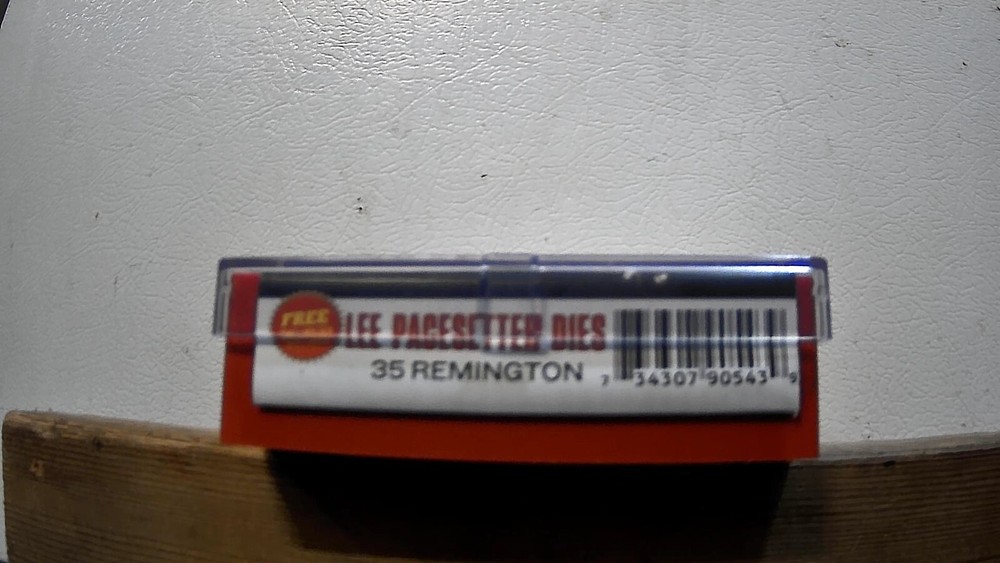 FREE
LEE PACESETTER DIES
35 REMINGTON
7 34307 90543 9